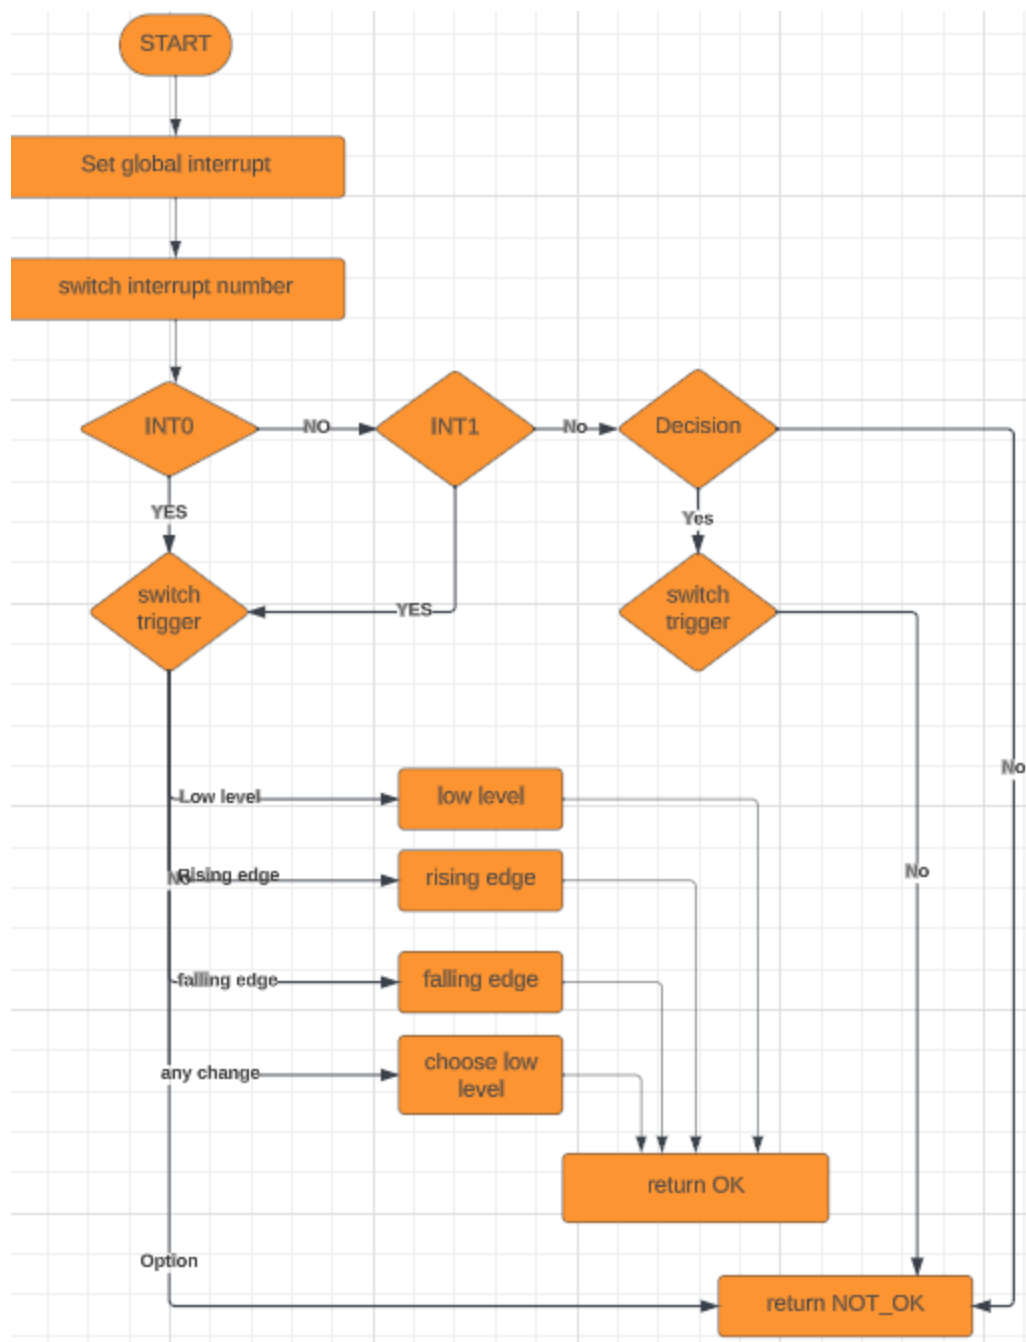 START
Set global interrupt
switch interrupt number
INT0
NO
INT1
No
Decision
YES
Yes
switch
trigger
YES
switch
trigger
No
Low level
low level
No
Rising edge
rising edge
No
falling edge
falling edge
any change
choose low
level
return OK
Option
return NOT_OK